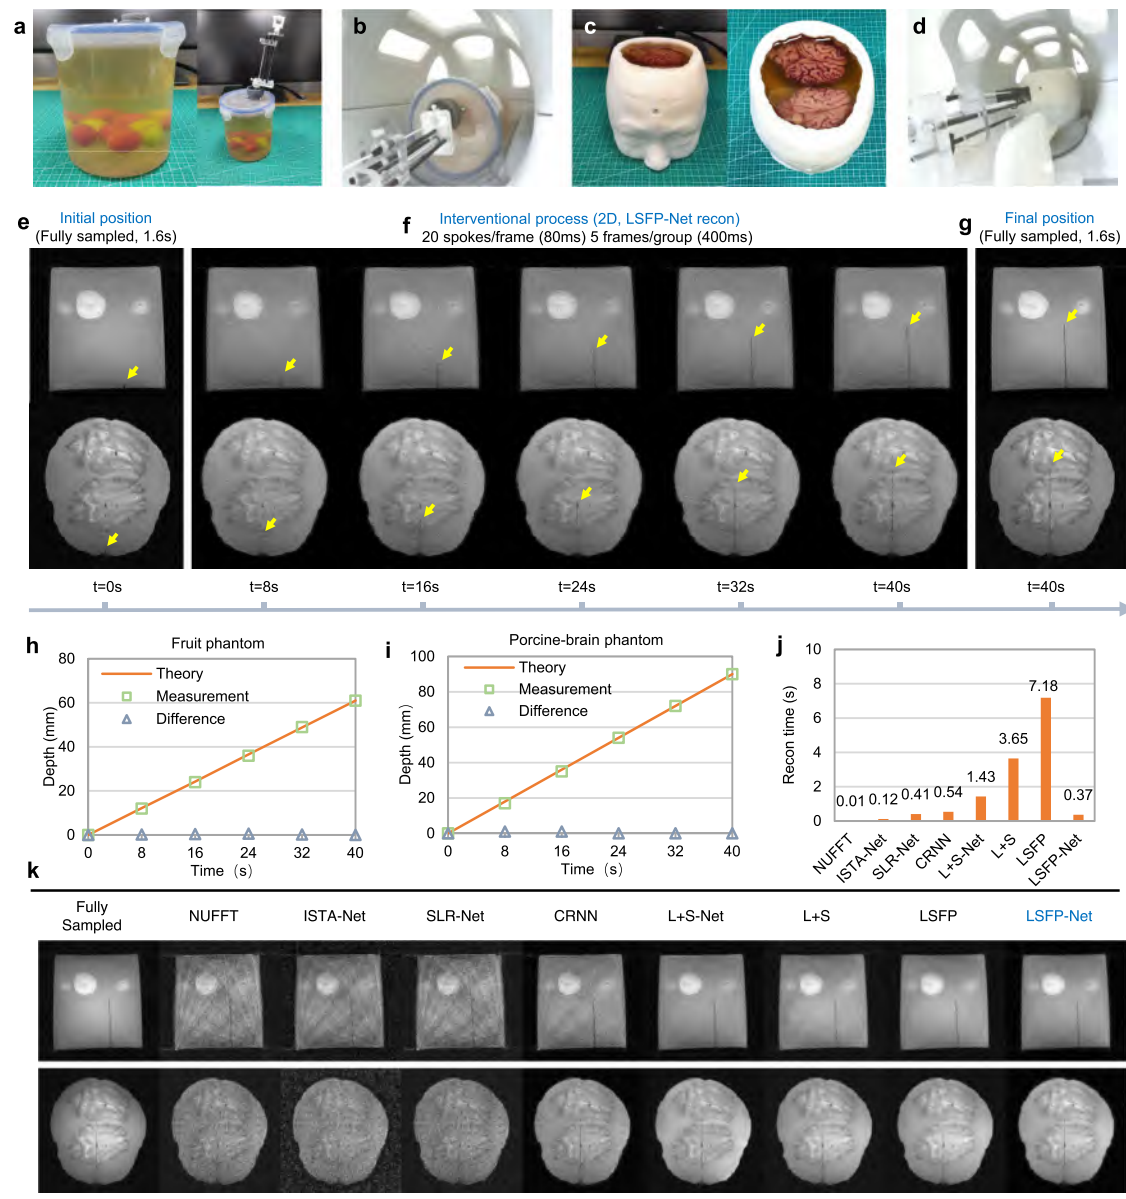 a
b
c
d
e
Initial position
(Fully sampled, 1.6s)
f
Interventional process (2D, LSFP-Net recon)
20 spokes/frame (80ms) 5 frames/group (400ms)
g
Final position
(Fully sampled, 1.6s)
t=0s
t=8s
t=16s
t=24s
t=32s
t=40s
t=40s
h
Fruit phantom
Theory
Measurement
Difference
Depth (mm)
80
60
40
20
0
0
8
16
24
32
40
Time (s)
i
Porcine-brain phantom
Theory
Measurement
Difference
Depth (mm)
100
80
60
40
20
0
0
8
16
24
32
40
Time (s)
j
Recon time (s)
10
8
6
4
2
0
0.01
0.12
0.41
0.54
1.43
3.65
7.18
0.37
NUFFT
ISTA-Net
SLR-Net
CRNN
L+S-Net
L+S
LSFP
LSFP-Net
k
Fully
Sampled
NUFFT
ISTA-Net
SLR-Net
CRNN
L+S-Net
L+S
LSFP
LSFP-Net